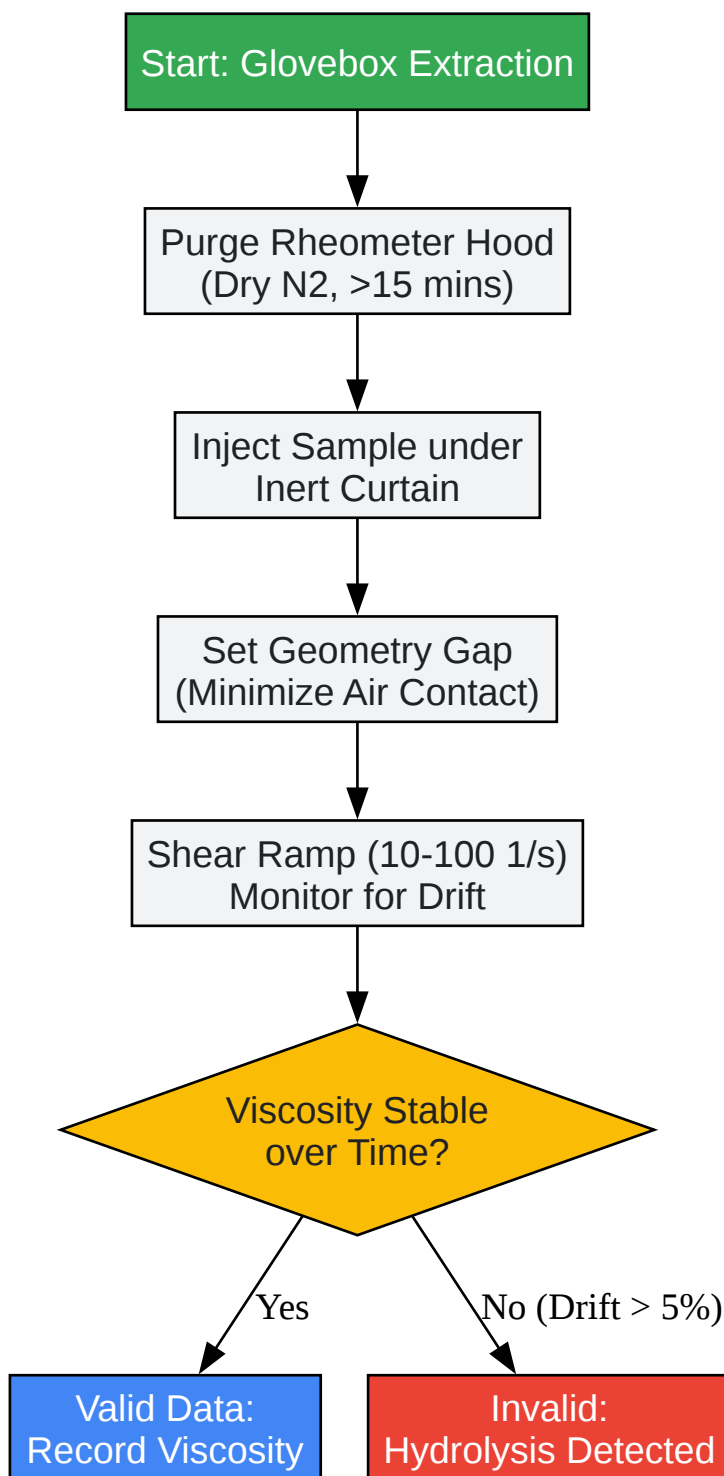 Start: Glovebox Extraction
Purge Rheometer Hood
(Dry N2, >15 mins)
Inject Sample under
Inert Curtain
Set Geometry Gap
(Minimize Air Contact)
Shear Ramp (10-100 1/s)
Monitor for Drift
Viscosity Stable
over Time?
Yes
No (Drift > 5%)
Valid Data:
Record Viscosity
Invalid:
Hydrolysis Detected